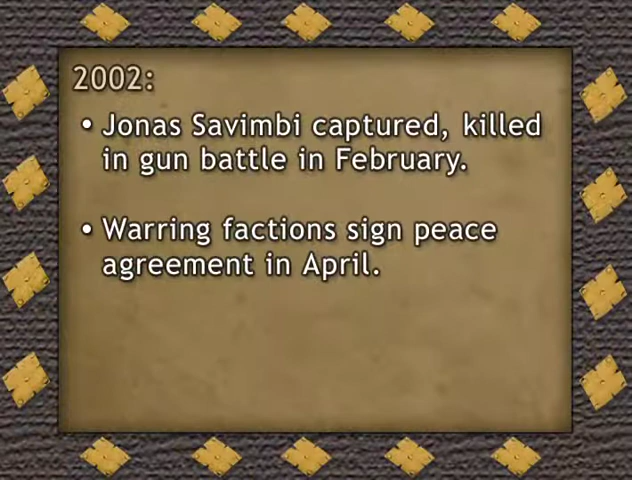 2002:
• Jonas Savimbi captured, killed
in gun battle in February.
• Warring factions sign peace
agreement in April.